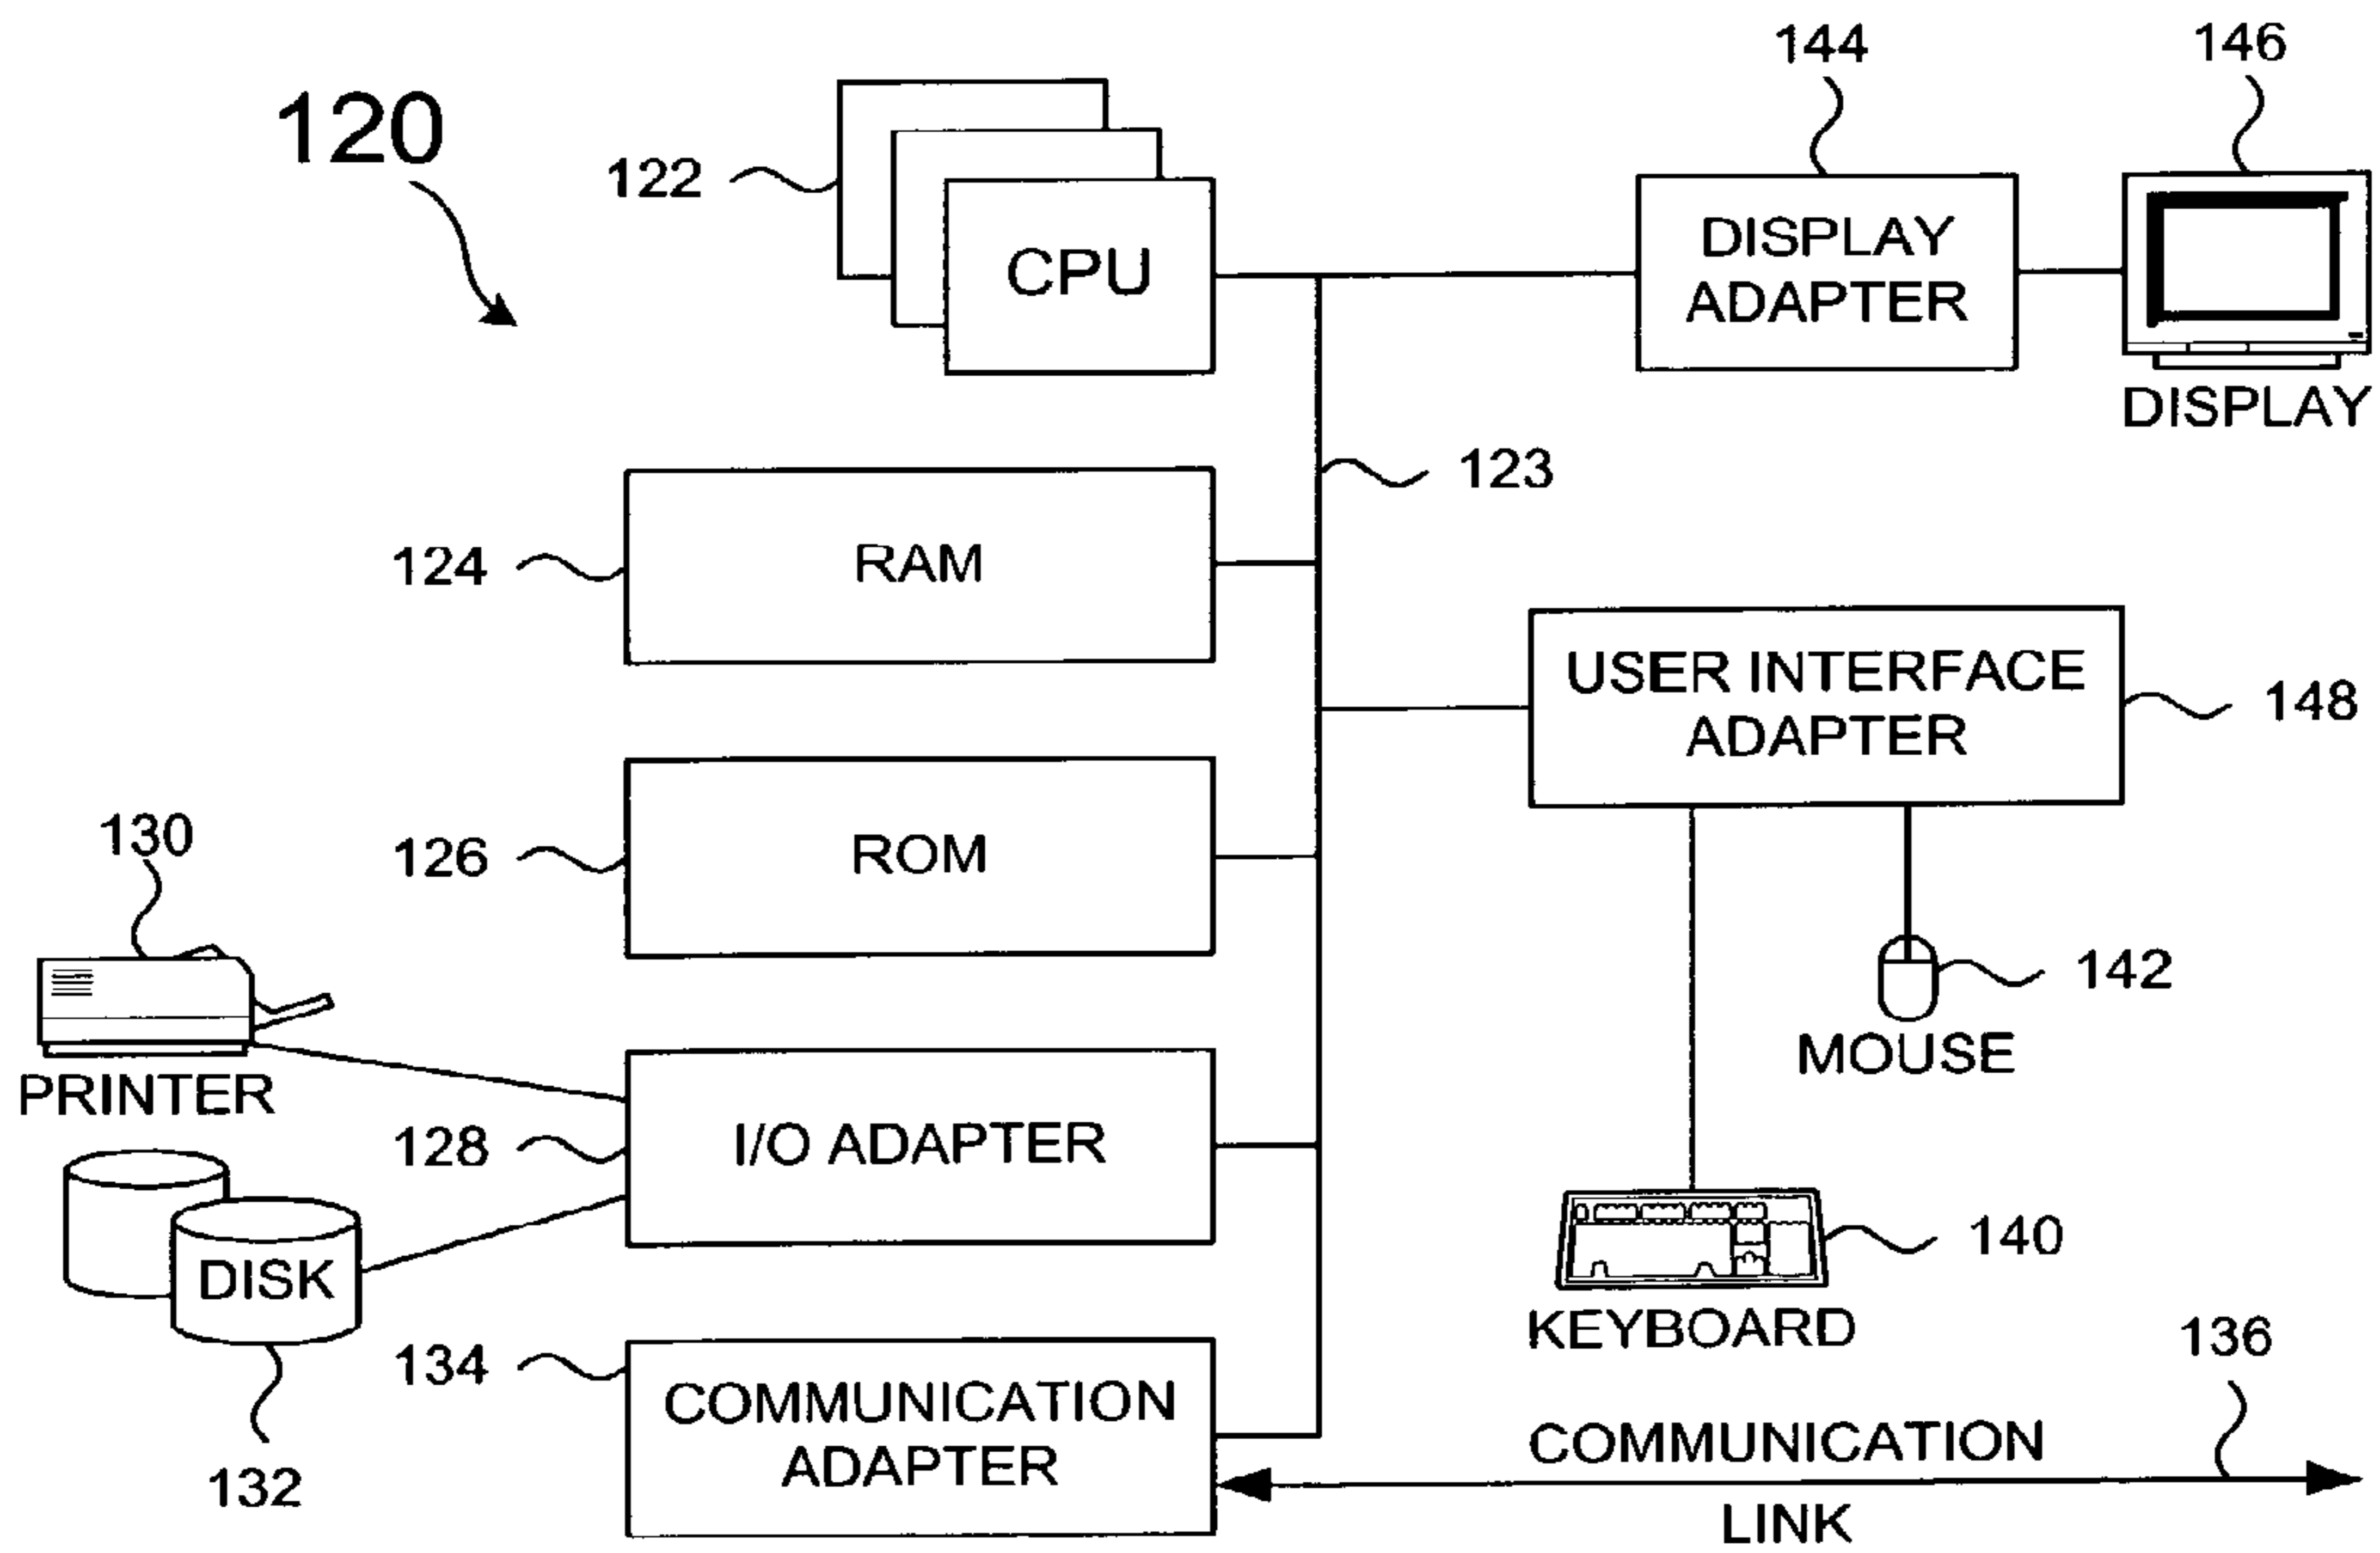 120
122
CPU
144
DISPLAY
ADAPTER
146
DISPLAY
123
124
RAM
USER INTERFACE
ADAPTER
148
126
ROM
130
PRINTER
142
MOUSE
128
I/O ADAPTER
DISK
132
140
KEYBOARD
134
COMMUNICATION
ADAPTER
136
COMMUNICATION
LINK